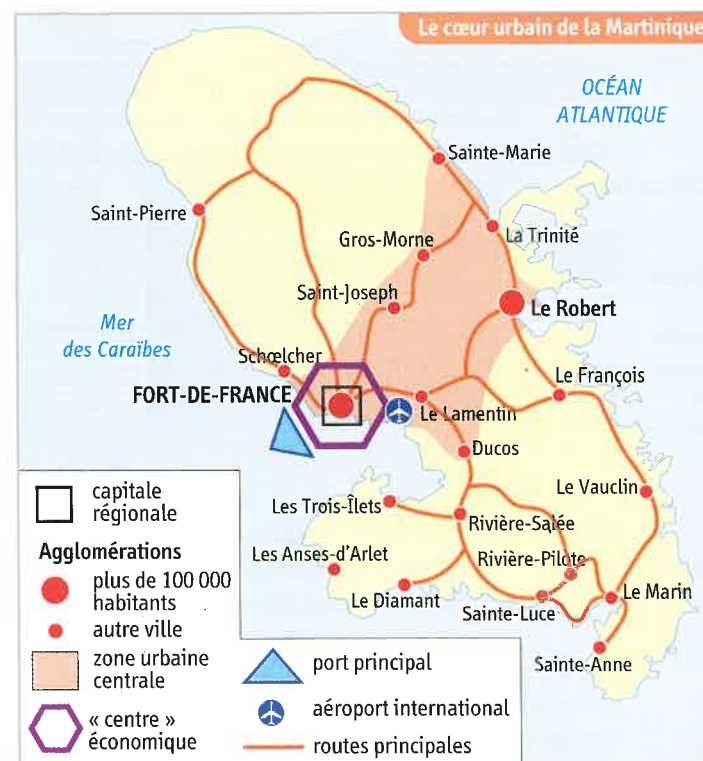 Le cœur urbain de la Martinique
OCÉAN
ATLANTIQUE
Sainte-Marie
Saint-Pierre
La Trinité
Gros-Morne
Saint-Joseph
Le Robert
Mer
des Caraïbes
Schœlcher
Le François
FORT-DE-FRANCE
Le Lamentin
Ducos
Le Vauclin
Les Trois-Îlets
Rivière-Salée
Les Anses-d'Arlet
Rivière-Pilote
Le Diamant
Le Marin
Sainte-Luce
Sainte-Anne
capitale
régionale
Agglomérations
plus de 100 000
habitants
autre ville
zone urbaine
centrale
« centre »
économique
port principal
aéroport international
routes principales